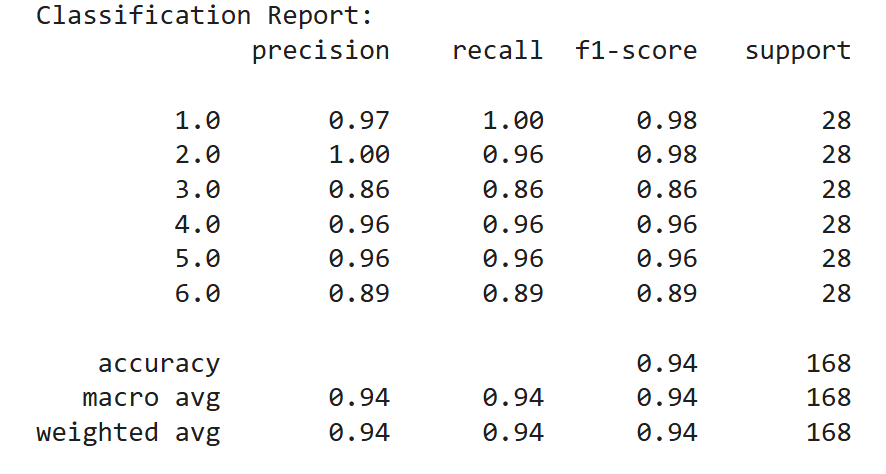 Classification Report:
precision recall f1-score support
1.0 0.97 1.00 0.98 28
2.0 1.00 0.96 0.98 28
3.0 0.86 0.86 0.86 28
4.0 0.96 0.96 0.96 28
5.0 0.96 0.96 0.96 28
6.0 0.89 0.89 0.89 28
accuracy 0.94 168
macro avg 0.94 0.94 0.94 168
weighted avg 0.94 0.94 0.94 168